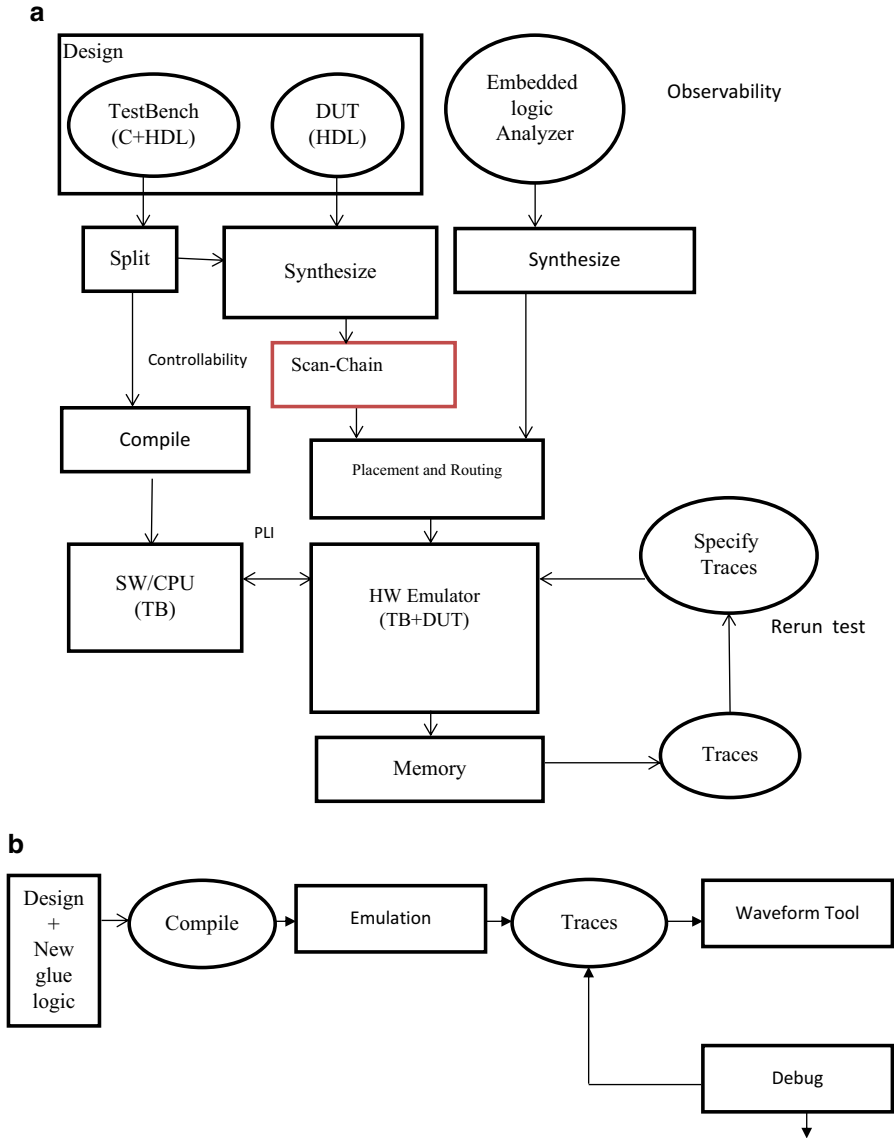 a
Design
TestBench
(C+HDL)
DUT
(HDL)
Embedded
logic
Analyzer
Observability
Split
Synthesize
Synthesize
Controllability
Scan-Chain
Compile
Placement and Routing
PLI
SW/CPU
(TB)
HW Emulator
(TB+DUT)
Specify
Traces
Rerun test
Memory
Traces
b
Design
+
New
glue
logic
Compile
Emulation
Traces
Waveform Tool
Debug